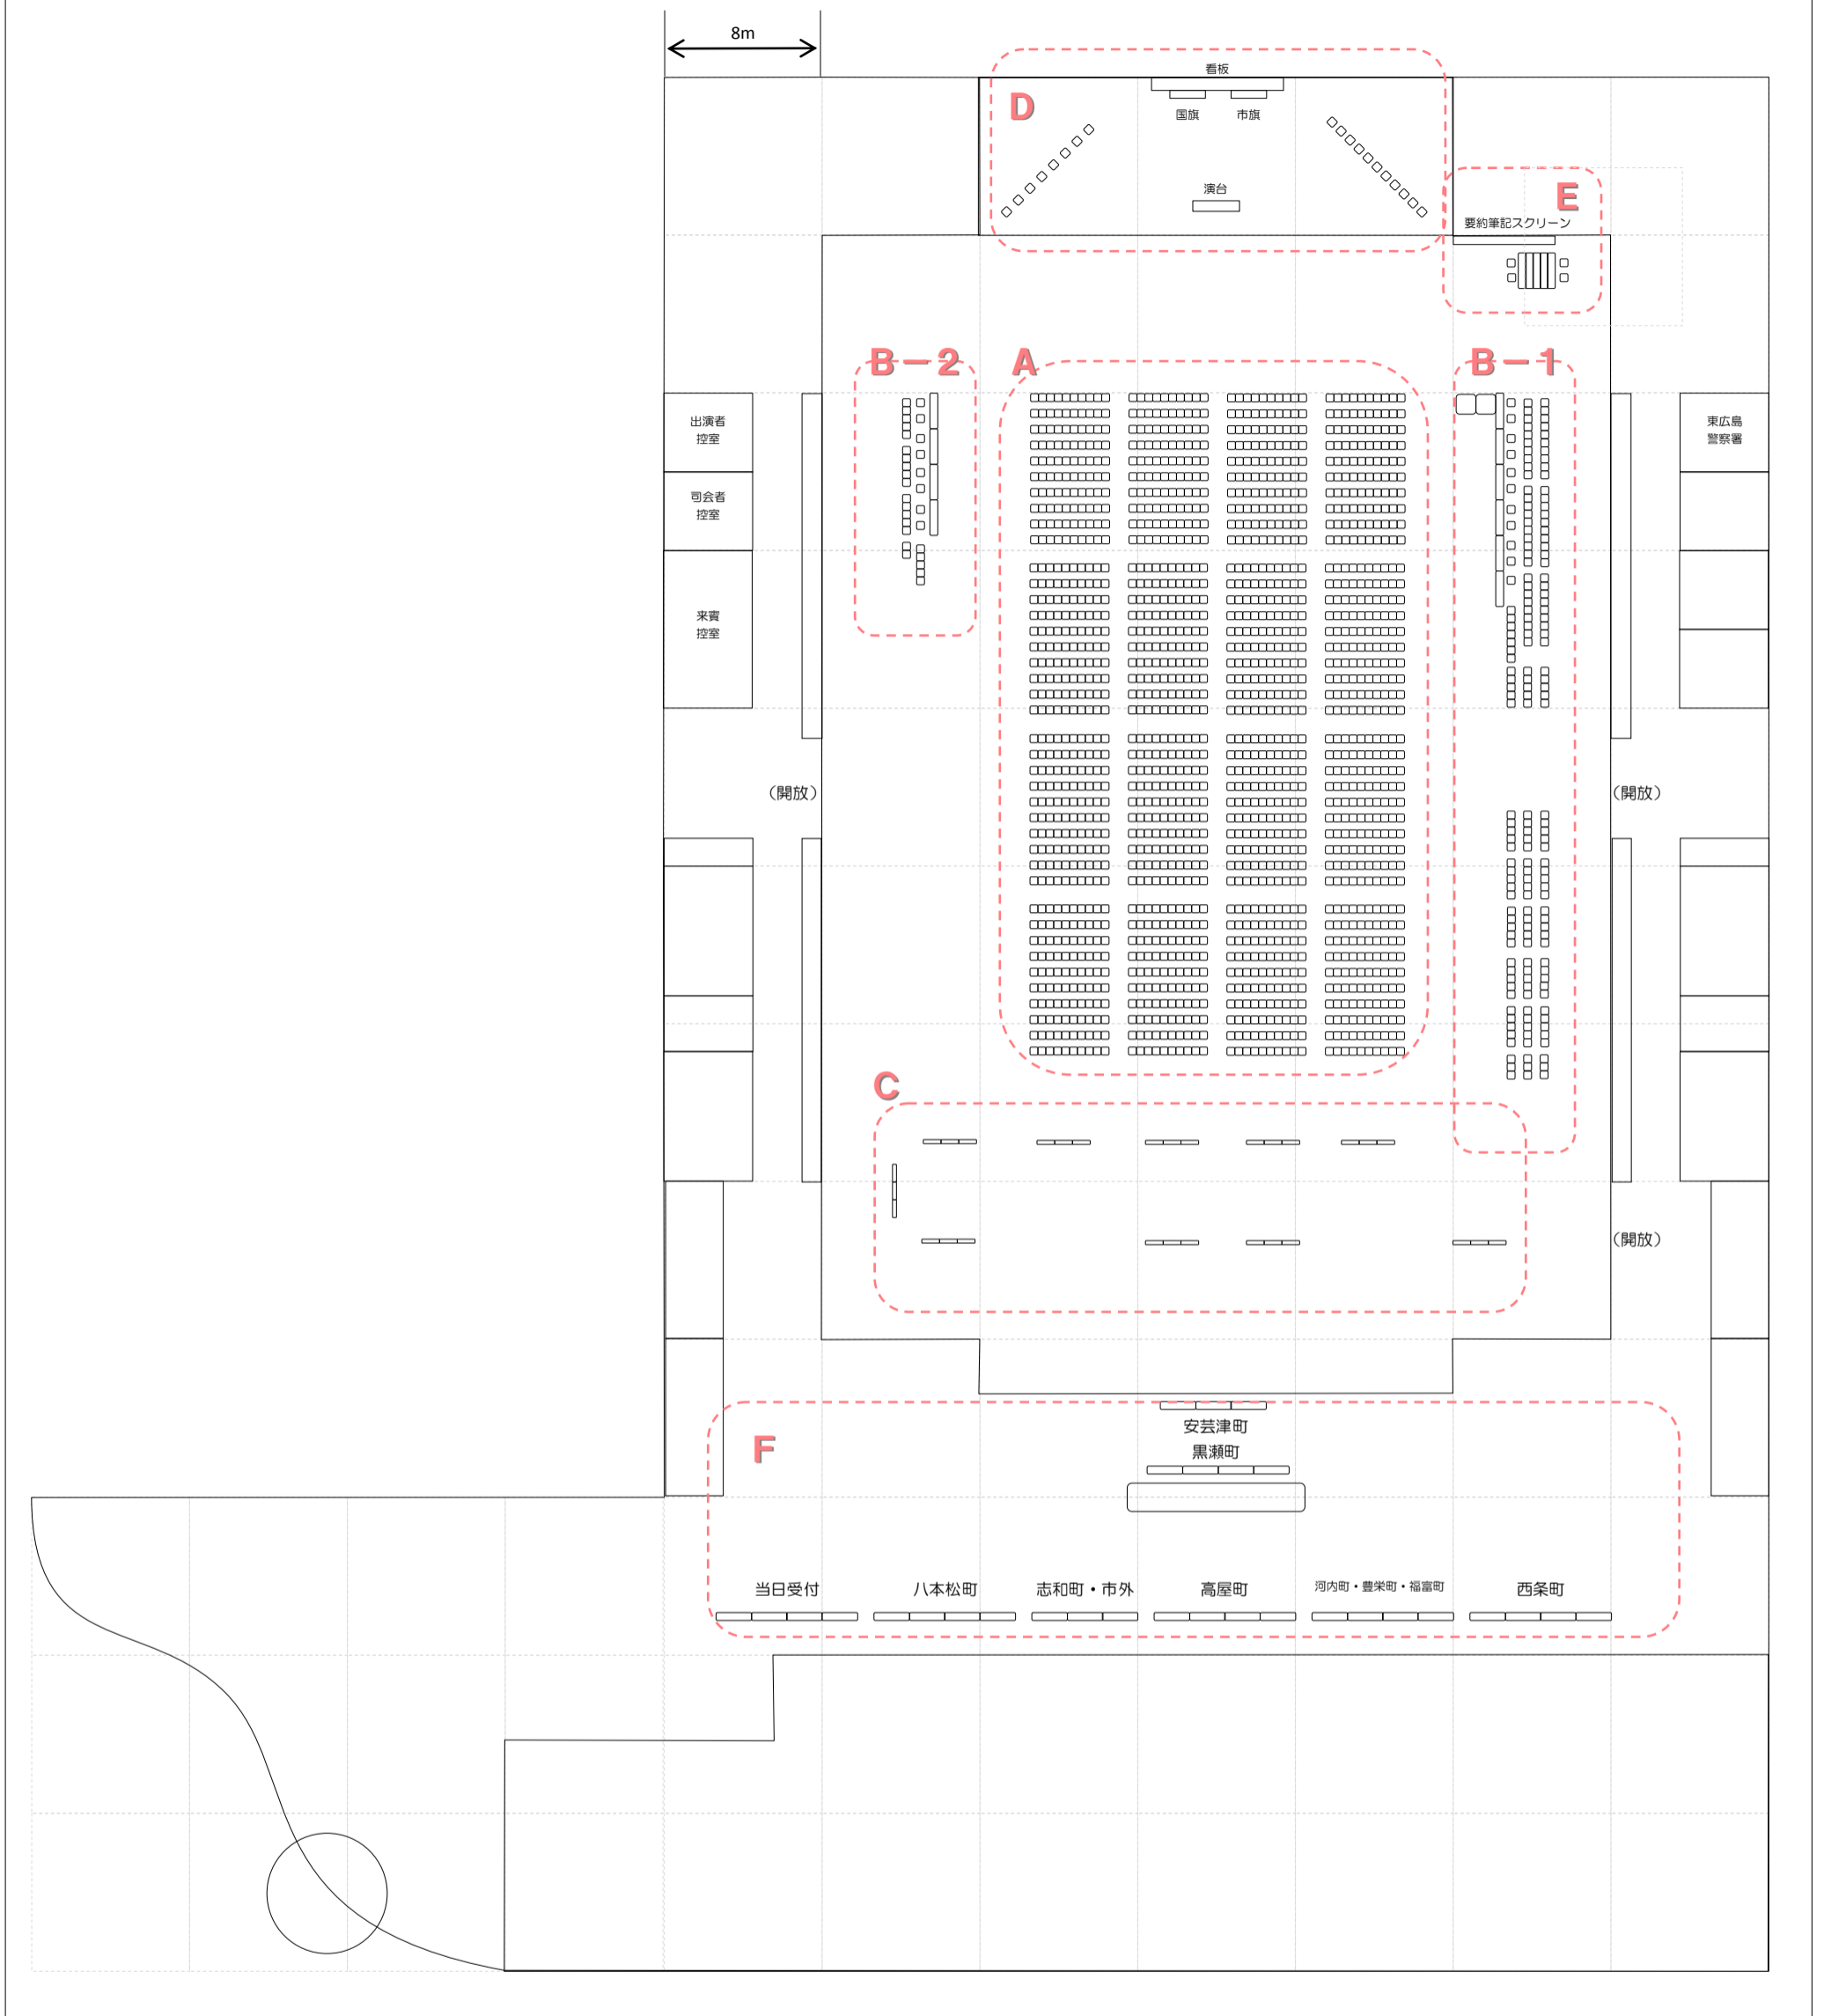 8m
看板
D
国旗
市旗
演台
E
要約筆記スクリーン
B－2
A
B－1
出演者
控室
東広島
警察署
司会者
控室
来賓
控室
（開放）
（開放）
C
（開放）
F
安芸津町
黒瀬町
当日受付
八本松町
志和町・市外
高屋町
河内町・豊栄町・福富町
西条町